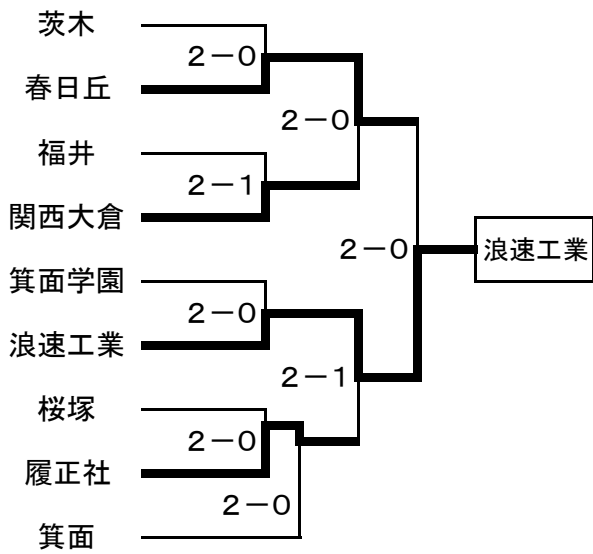 茨木
2－0
春日丘
2－0
福井
2－1
関西大倉
2－0
浪速工業
箕面学園
2－0
浪速工業
2－1
桜塚
2－0
履正社
2－0
箕面